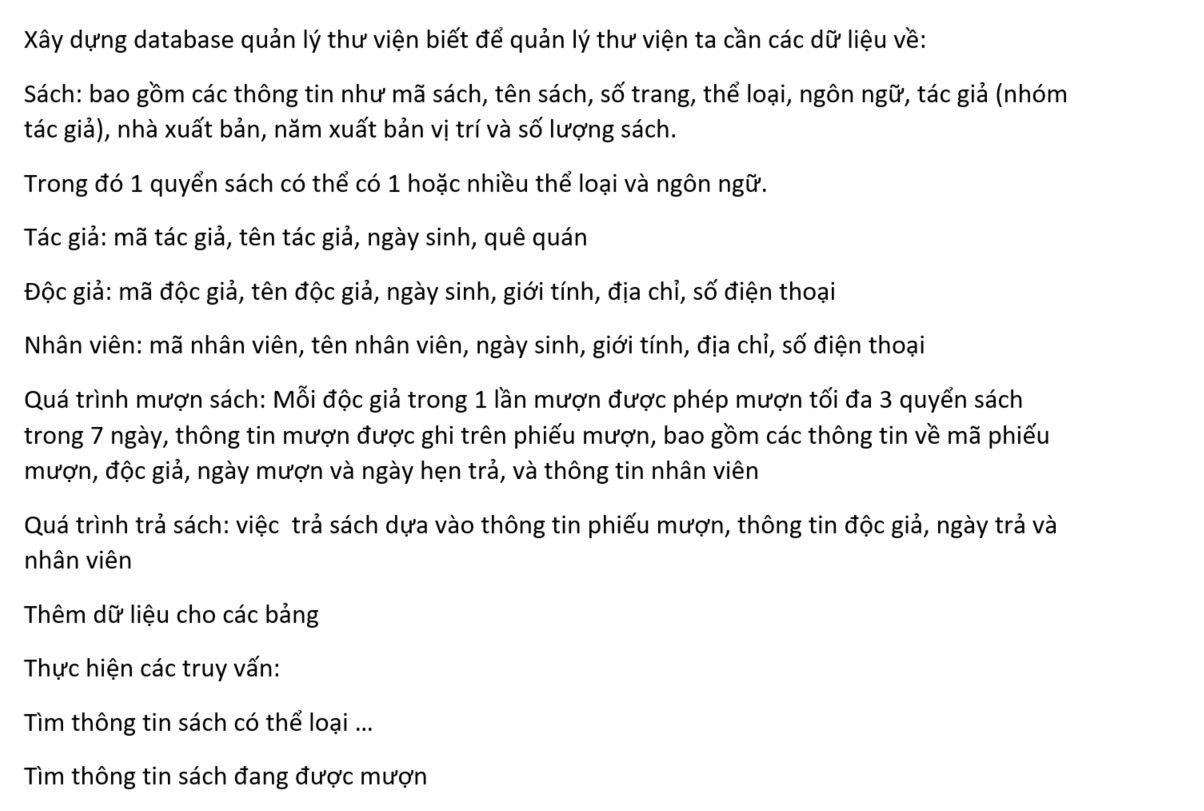 Xây dựng database quản lý thư viện biết để quản lý thư viện ta cần các dữ liệu về:
Sách: bao gồm các thông tin như mã sách, tên sách, số trang, thể loại, ngôn ngữ, tác giả (nhóm
tác giả), nhà xuất bản, năm xuất bản vị trí và số lượng sách.
Trong đó 1 quyển sách có thể có 1 hoặc nhiều thể loại và ngôn ngữ.
Tác giả: mã tác giả, tên tác giả, ngày sinh, quê quán
Độc giả: mã độc giả, tên độc giả, ngày sinh, giới tính, địa chỉ, số điện thoại
Nhân viên: mã nhân viên, tên nhân viên, ngày sinh, giới tính, địa chỉ, số điện thoại
Quá trình mượn sách: Mỗi độc giả trong 1 lần mượn được phép mượn tối đa 3 quyển sách
trong 7 ngày, thông tin mượn được ghi trên phiếu mượn, bao gồm các thông tin về mã phiếu
mượn, độc giả, ngày mượn và ngày hẹn trả, và thông tin nhân viên
Quá trình trả sách: việc  trả sách dựa vào thông tin phiếu mượn, thông tin độc giả, ngày trả và
nhân viên
Thêm dữ liệu cho các bảng
Thực hiện các truy vấn:
Tìm thông tin sách có thể loại …
Tìm thông tin sách đang được mượn